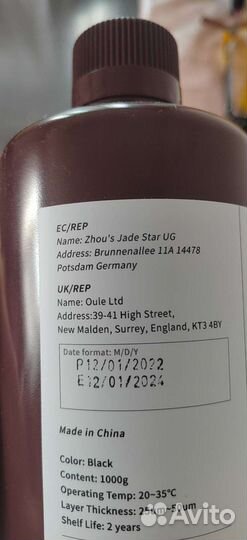 EC/REP
Name: Zhou's Jade Star UG
Address: Brunnenallee 11A 14478
Potsdam Germany
UK/REP
Name: Oule Ltd
Address:39-41 High Street,
New Malden, Surrey, England, KT3 4BY
Date format: M/D/Y
P12/01/2022
E12/01/2024
Made in China
Color: Black
Content: 1000g
Operating Temp: 20~35℃
Layer Thickness: 25um~50um
Shelf Life: 2 years
Avito